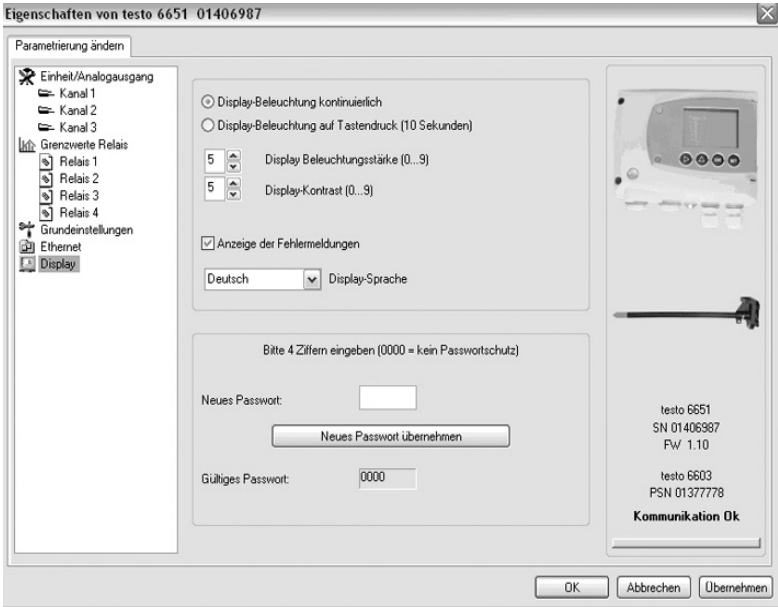 Eigenschaften von testo 6651 01406987
Parametrierung ändern
Einheit/Analogausgang
Kanal 1
Kanal 2
Kanal 3
Grenzwerte Relais
Relais 1
Relais 2
Relais 3
Relais 4
Grundeinstellungen
Ethernet
Display
Display-Beleuchtung kontinuierlich
Display-Beleuchtung auf Tastendruck (10 Sekunden)
5 Display Beleuchtungsstärke (0...9)
5 Display-Kontrast (0...9)
Anzeige der Fehlermeldungen
Deutsch Display-Sprache
Bitte 4 Ziffern eingeben (0000 = kein Passwortschutz)
Neues Passwort:
Neues Passwort übernehmen
Gültiges Passwort: 0000
testo 6651
SN 01406987
FW 1.10
testo 6603
PSN 01377778
Kommunikation Ok
OK Abbrechen Übernehmen